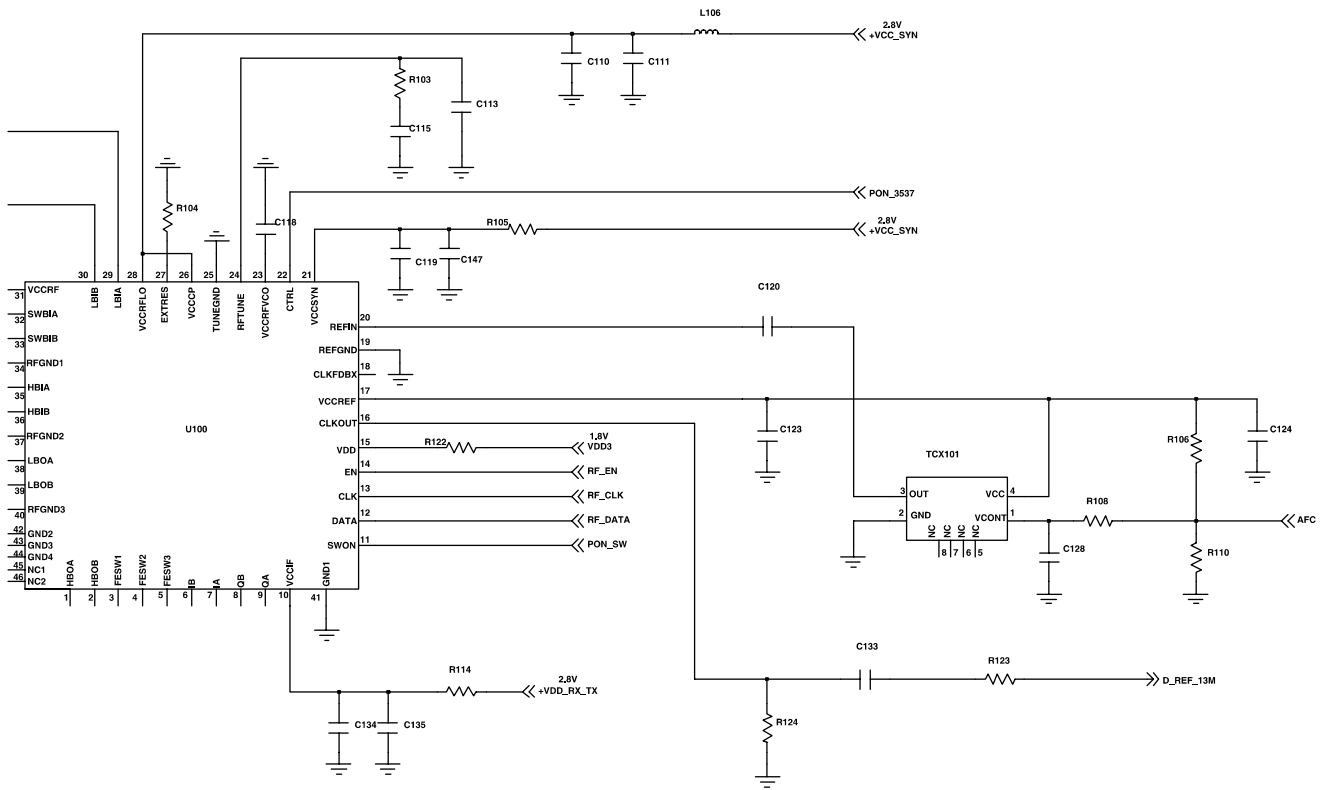 L106
2.8V
+VCC_SYN
C110
C111
R103
C113
C115
R104
C118
PON_3537
R105
2.8V
+VCC_SYN
C119
C147
30
29
28
27
26
25
24
23
22
21
LBIB
LBIA
VCCRFLO
EXTRES
VCCCP
TUNEGND
RFTUNE
VCCRFVCO
CTRL
VCCSYN
31 VCCRF
32 SWBIA
33 SWBIB
34 RFGND1
35 HBIA
36 HBIB
37 RFGND2
38 LBOA
39 LBOB
40 RFGND3
42 GND2
43 GND3
44 GND4
45 NC1
46 NC2
U100
REFIN 20
REFGND 19
CLKFDBX 18
VCCREF 17
CLKOUT 16
VDD 15
EN 14
CLK 13
DATA 12
SWON 11
HBOA
HBOB
FESW1
FESW2
FESW3
IB
IA
QB
QA
VCCIF
GND1
1
2
3
4
5
6
7
8
9
10
41
C120
C123
R122
1.8V
VDD3
RF_EN
RF_CLK
RF_DATA
PON_SW
TCX101
3 OUT
VCC 4
2 GND
VCONT 1
NC
NC
NC
NC
8
7
6
5
R106
C124
R108
AFC
C128
R110
R114
2.8V
+VDD_RX_TX
C134
C135
C133
R123
D_REF_13M
R124